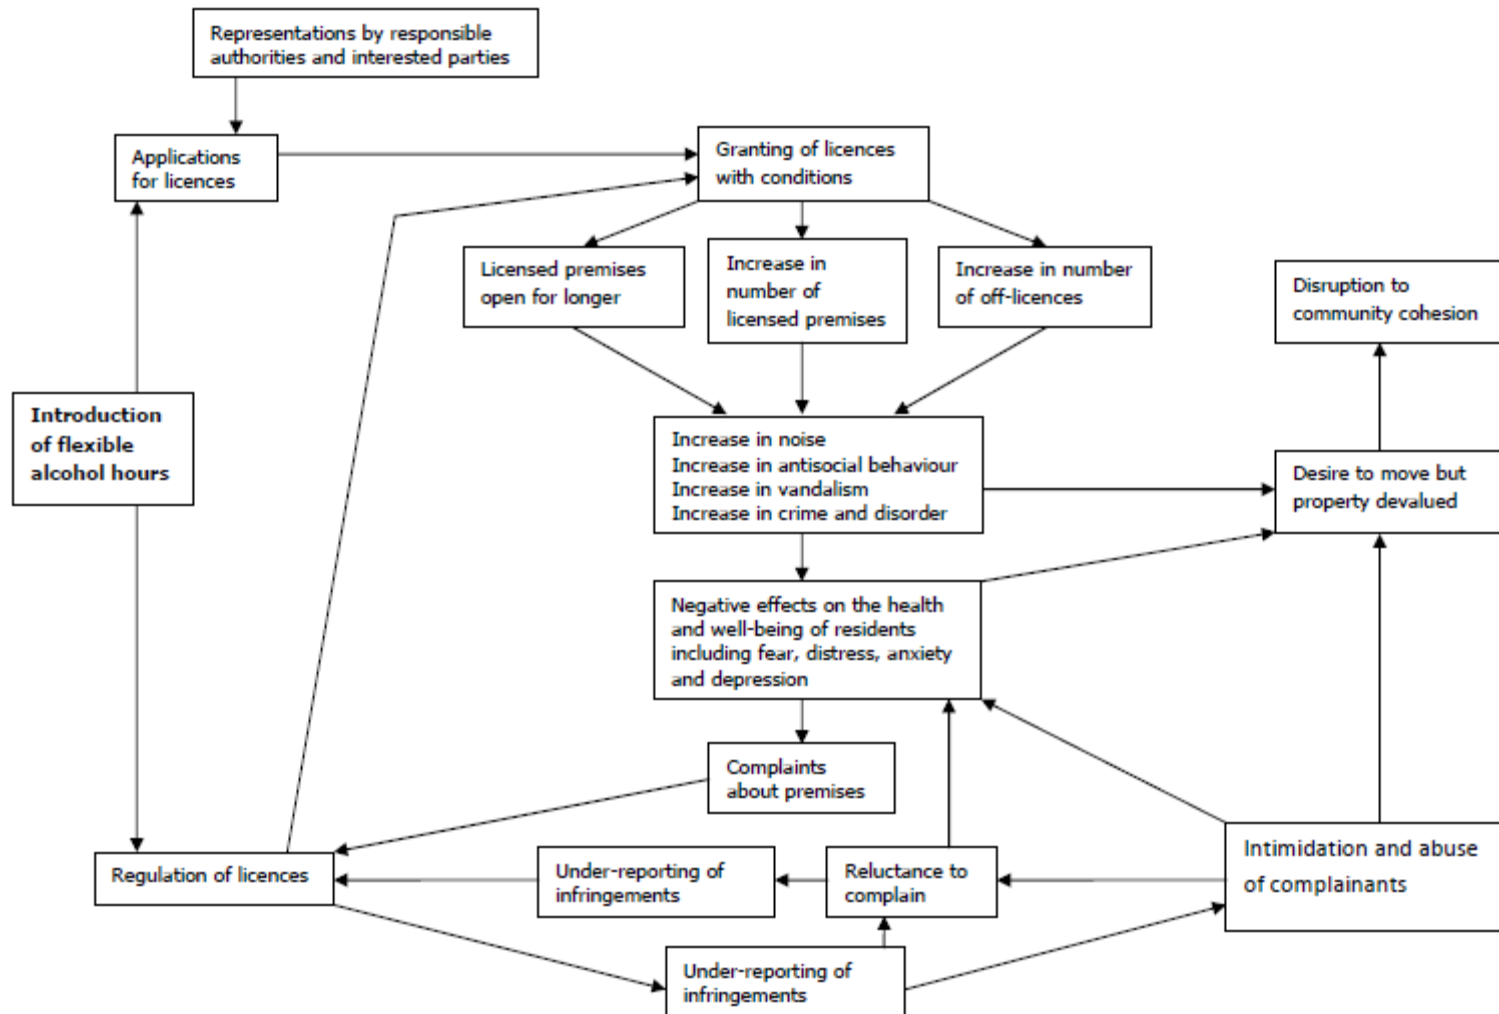 Representations by responsible
authorities and interested parties
Applications
for licences
Granting of licences
with conditions
Licensed premises
open for longer
Increase in
number of
licensed premises
Increase in number
of off-licences
Disruption to
community cohesion
Introduction
of flexible
alcohol hours
Increase in noise
Increase in antisocial behaviour
Increase in vandalism
Increase in crime and disorder
Desire to move but
property devalued
Negative effects on the health
and well-being of residents
including fear, distress, anxiety
and depression
Complaints
about premises
Regulation of licences
Under-reporting of
infringements
Reluctance to
complain
Intimidation and abuse
of complainants
Under-reporting of
infringements